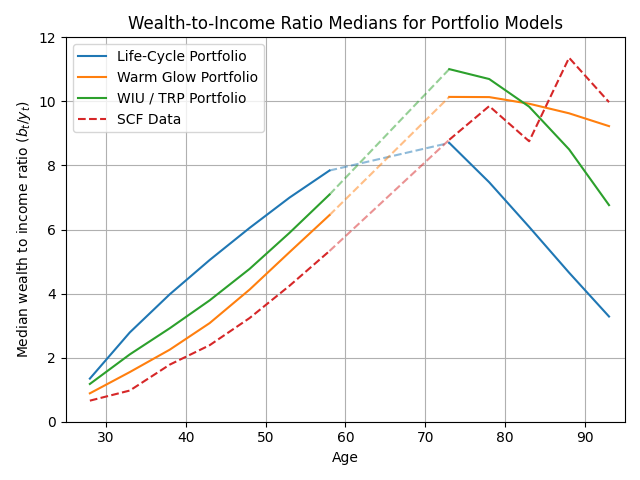 Wealth-to-Income Ratio Medians for Portfolio Models
Median wealth to income ratio (bₜ/yₜ)
12
10
8
6
4
2
0
Life-Cycle Portfolio
Warm Glow Portfolio
WIU / TRP Portfolio
SCF Data
30 40 50 60 70 80 90
Age